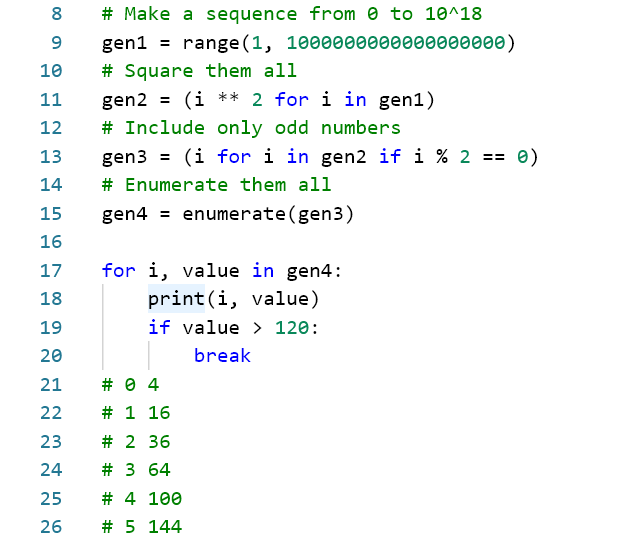 8 # Make a sequence from 0 to 10^18
9 gen1 = range(1, 1000000000000000000)
10 # Square them all
11 gen2 = (i ** 2 for i in gen1)
12 # Include only odd numbers
13 gen3 = (i for i in gen2 if i % 2 == 0)
14 # Enumerate them all
15 gen4 = enumerate(gen3)
16
17 for i, value in gen4:
18     print(i, value)
19     if value > 120:
20         break
21 # 0 4
22 # 1 16
23 # 2 36
24 # 3 64
25 # 4 100
26 # 5 144